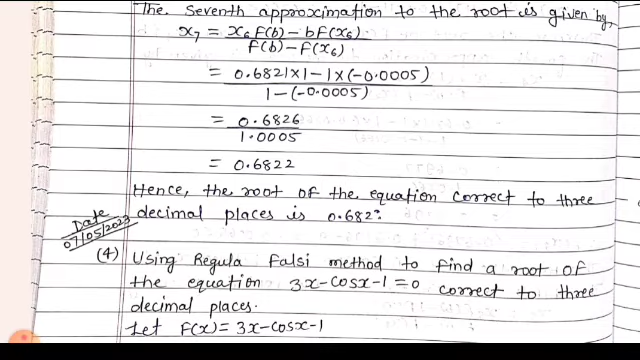 The Seventh approximation to the root is given by,
x₇ = x₆F(b) - bF(x₆) / F(b) - F(x₆)
= 0.6821×1 - 1×(-0.0005) / 1-(-0.0005)
= 0.6826 / 1.0005
= 0.6822
Hence, the root of the equation correct to three
decimal places is 0.682.
Date
07/05/2023
(4) Using Regula Falsi method to find a root of
the equation 3x-cosx-1=0 correct to three
decimal places.
Let F(x)= 3x-cosx-1